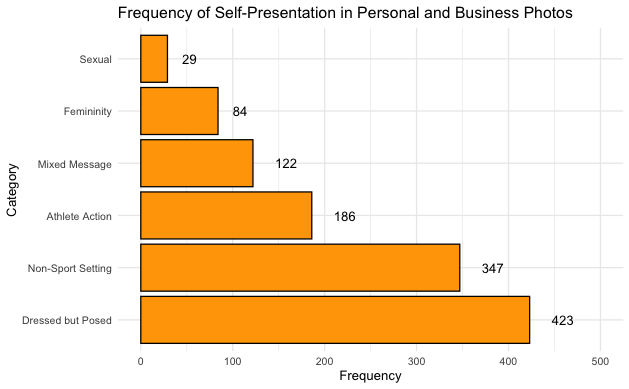 Frequency of Self-Presentation in Personal and Business Photos
Category
Sexual 29
Femininity 84
Mixed Message 122
Athlete Action 186
Non-Sport Setting 347
Dressed but Posed 423
0 100 200 300 400 500
Frequency